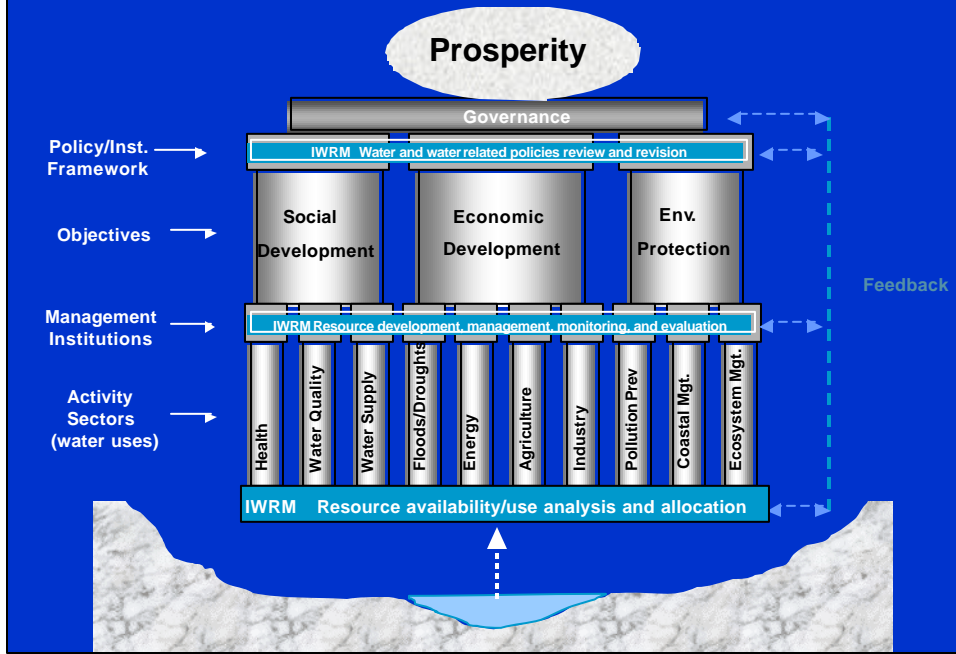 Prosperity
Governance
Policy/Inst.
Framework
IWRM Water and water related policies review and revision
Social
Development
Economic
Development
Env.
Protection
Objectives
Feedback
Management
Institutions
IWRM Resource development, management, monitoring, and evaluation
Activity
Sectors
(water uses)
Health
Water Quality
Water Supply
Floods/Droughts
Energy
Agriculture
Industry
Pollution Prev
Coastal Mgt.
Ecosystem Mgt.
IWRM Resource availability/use analysis and allocation